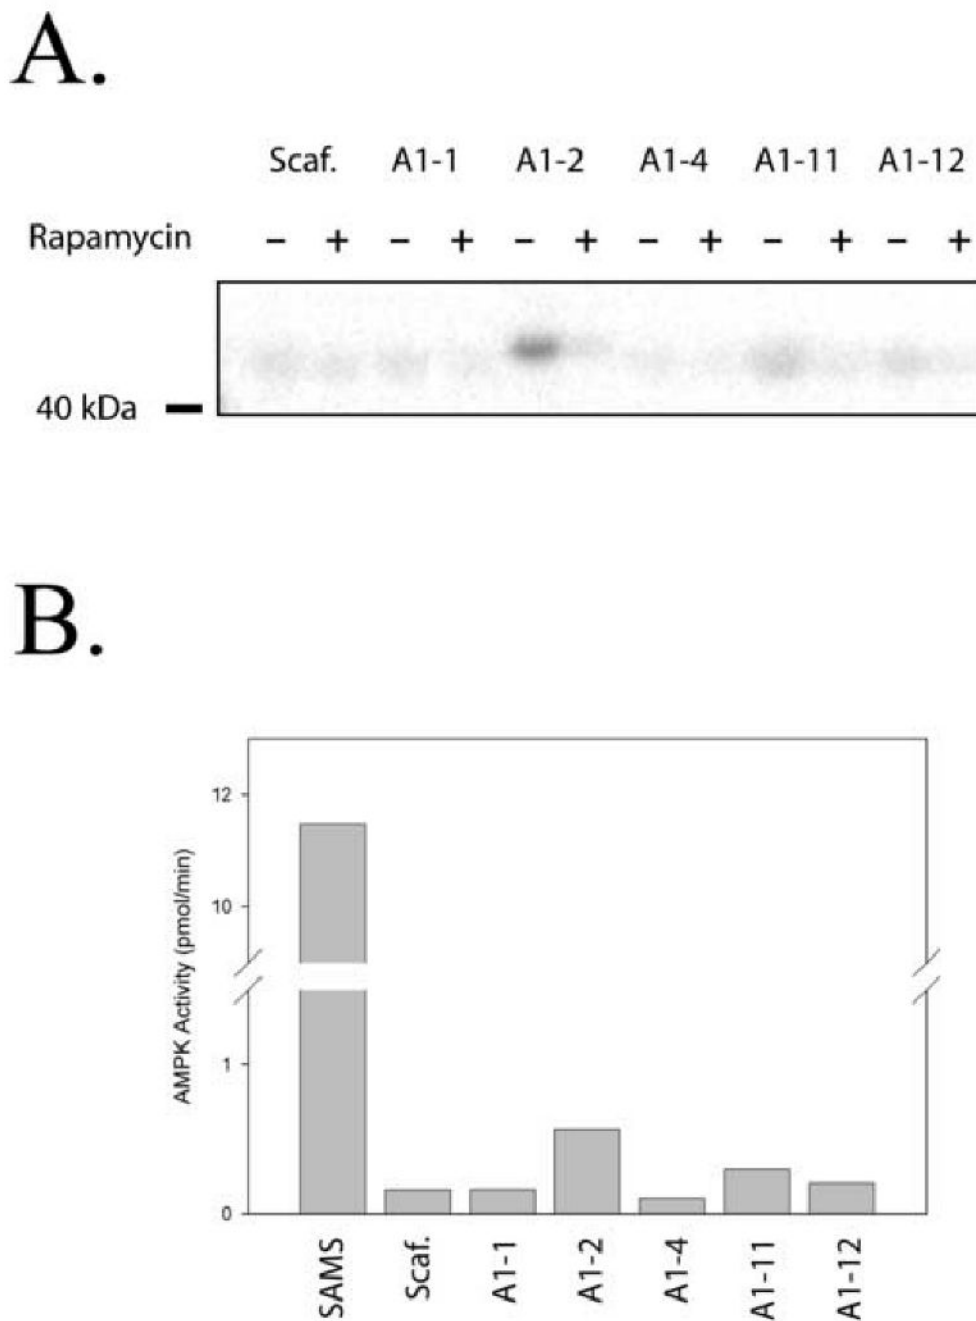 A.
Scaf. A1-1 A1-2 A1-4 A1-11 A1-12
Rapamycin - + - + - + - + - + - +
40 kDa
B.
12
10
1
0
AMPK Activity (pmol/min)
SAMS Scaf. A1-1 A1-2 A1-4 A1-11 A1-12